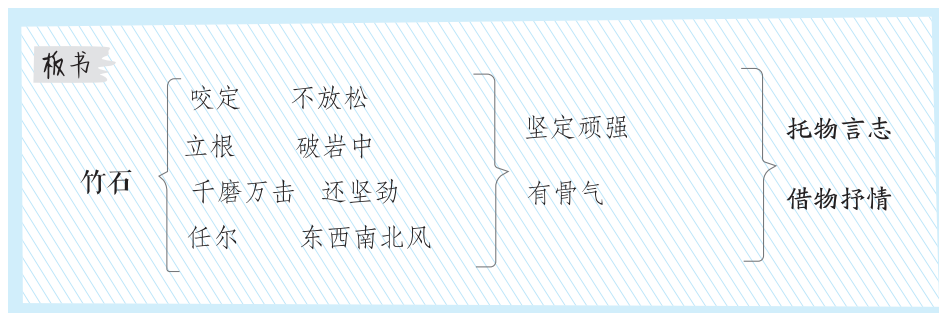 板书
竹石
咬定 不放松
立根 破岩中
千磨万击 还坚劲
任尔 东西南北风
坚定顽强
有骨气
托物言志
借物抒情